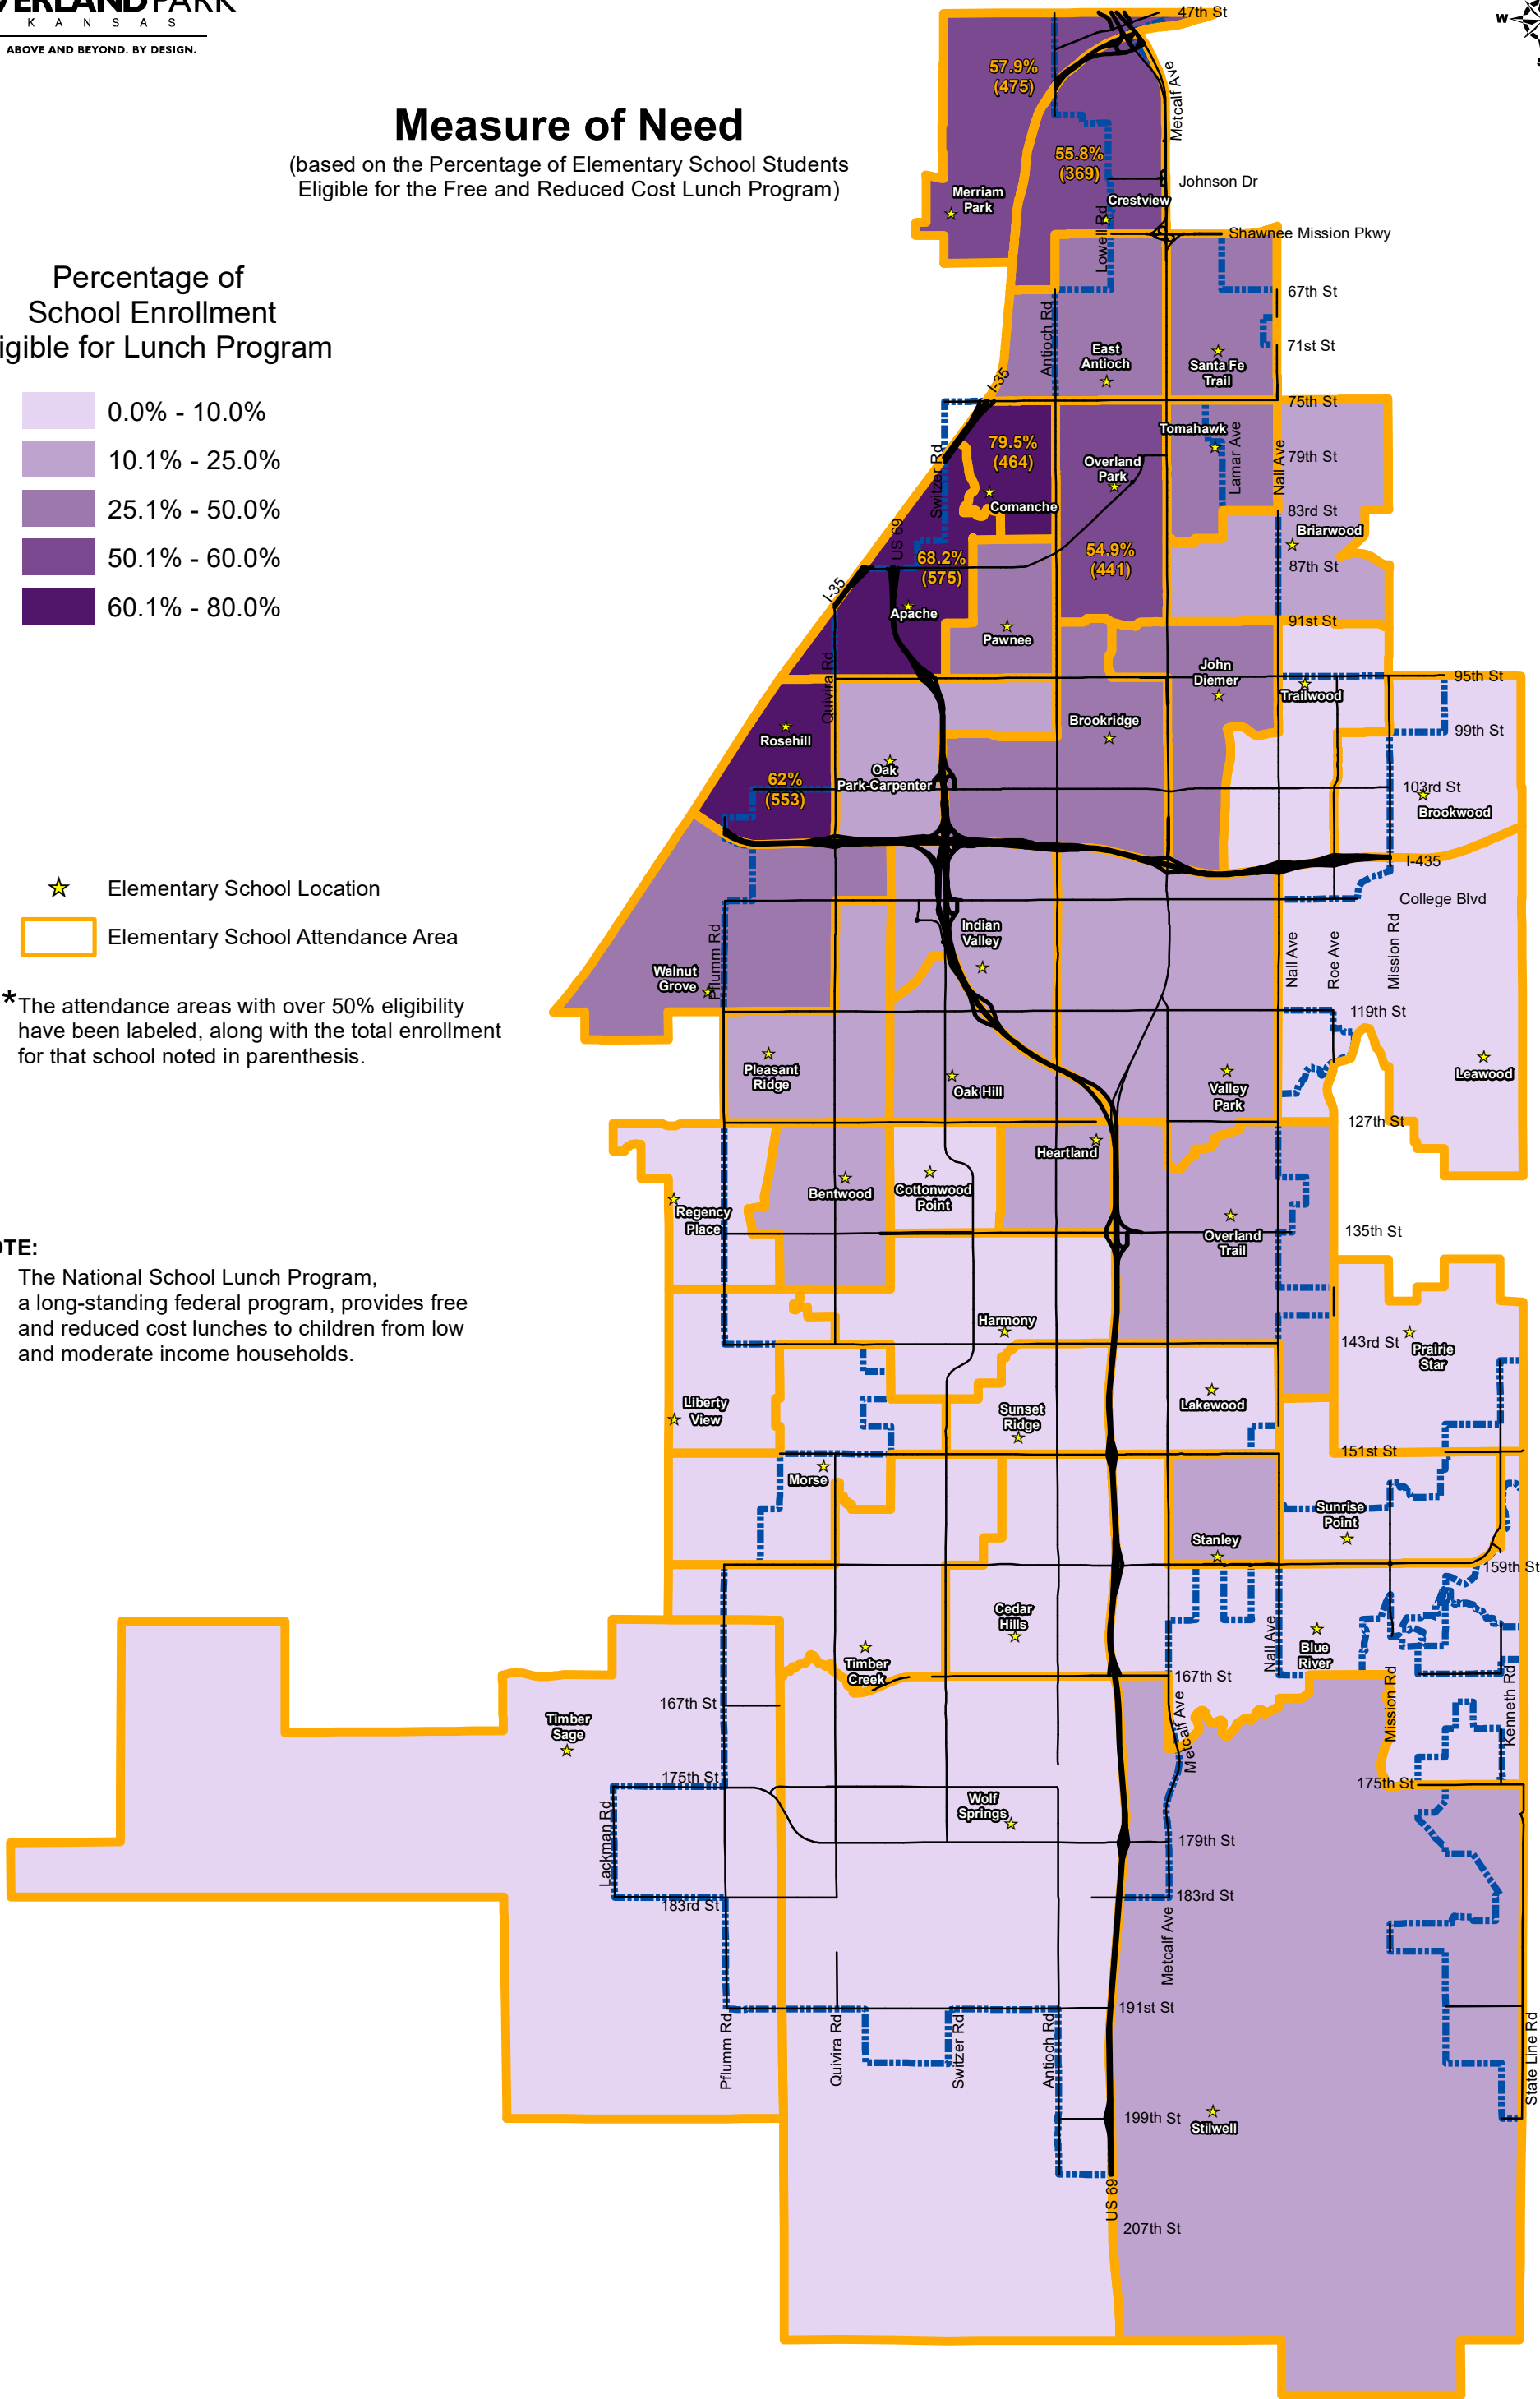 VERLAND PARK
K A N S A S
ABOVE AND BEYOND. BY DESIGN.
W
Measure of Need
(based on the Percentage of Elementary School Students
Eligible for the Free and Reduced Cost Lunch Program)
Percentage of
School Enrollment
igible for Lunch Program
0.0% - 10.0%
10.1% - 25.0%
25.1% - 50.0%
50.1% - 60.0%
60.1% - 80.0%
Elementary School Location
Elementary School Attendance Area
*The attendance areas with over 50% eligibility
have been labeled, along with the total enrollment
for that school noted in parenthesis.
OTE:
The National School Lunch Program,
a long-standing federal program, provides free
and reduced cost lunches to children from low
and moderate income households.
47th St
57.9%
(475)
Metcalf Ave
55.8%
(369)
Johnson Dr
Merriam
Park
Crestview
Lowell Rd
Shawnee Mission Pkwy
67th St
Antioch Rd
71st St
East
Antioch
Santa Fe
Trail
I-35
75th St
Tomahawk
79.5%
(464)
Overland
Park
Lamar Ave
Nall Ave
79th St
Switzer Rd
Comanche
83rd St
Briarwood
US 69
68.2%
(575)
54.9%
(441)
87th St
I-35
Apache
91st St
Pawnee
Quivira Rd
John
Diemer
95th St
Trailwood
Rosehill
Brookridge
99th St
62%
(553)
Oak
Park-Carpenter
103rd St
Brookwood
I-435
College Blvd
Indian
Valley
Pflumm Rd
Nall Ave
Roe Ave
Mission Rd
Walnut
Grove
119th St
Pleasant
Ridge
Oak Hill
Valley
Park
Leawood
127th St
Heartland
Bentwood
Cottonwood
Point
Regency
Place
Overland
Trail
135th St
Harmony
143rd St
Prairie
Star
Liberty
View
Sunset
Ridge
Lakewood
151st St
Morse
Sunrise
Point
Stanley
159th St
Cedar
Hills
Nall Ave
Blue
River
Timber
Creek
167th St
167th St
Mission Rd
Kenneth Rd
Metcalf Ave
Timber
Sage
175th St
175th St
Lackman Rd
Wolf
Springs
179th St
183rd St
183rd St
Metcalf Ave
191st St
Pflumm Rd
Quivira Rd
Switzer Rd
Antioch Rd
State Line Rd
199th St
Stilwell
US 69
207th St